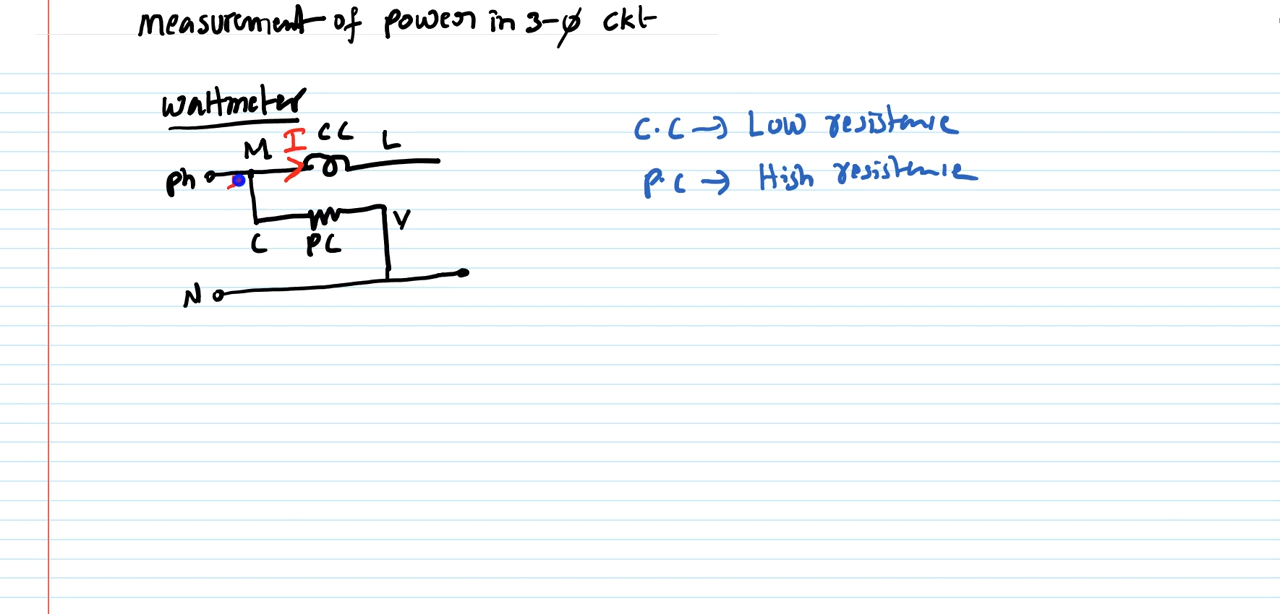 measurement of power in 3-ϕ ckt
wattmeter
M I CC L
ph
C PC V
N
C.C → Low resistance
P.C → High resistance